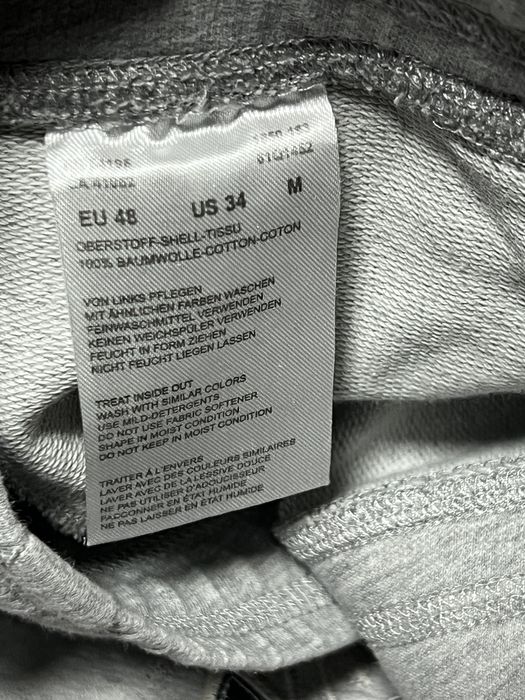 EU 48 US 34 M
OBERSTOFF-SHELL-TISSU
100% BAUMWOLLE-COTTON-COTON
VON LINKS PFLEGEN
MIT ÄHNLICHEN FARBEN WASCHEN
FEINWASCHMITTEL VERWENDEN
KEINEN WEICHSPÜLER VERWENDEN
FEUCHT IN FORM ZIEHEN
NICHT FEUCHT LIEGEN LASSEN
TREAT INSIDE OUT
WASH WITH SIMILAR COLORS
USE MILD-DETERGENTS
DO NOT USE FABRIC SOFTENER
SHAPE IN MOIST CONDITION
DO NOT KEEP IN MOIST CONDITION
TRAITER À L'ENVERS
LAVER AVEC DES COULEURS SIMILAIRES
LAVER AVEC DE LA LESSIVE DOUCE
NE PAS UTILISER D'ADOUCISSEUR
FACONNER EN ÉTAT HUMIDE
NE PAS LAISSER EN ÉTAT HUMIDE